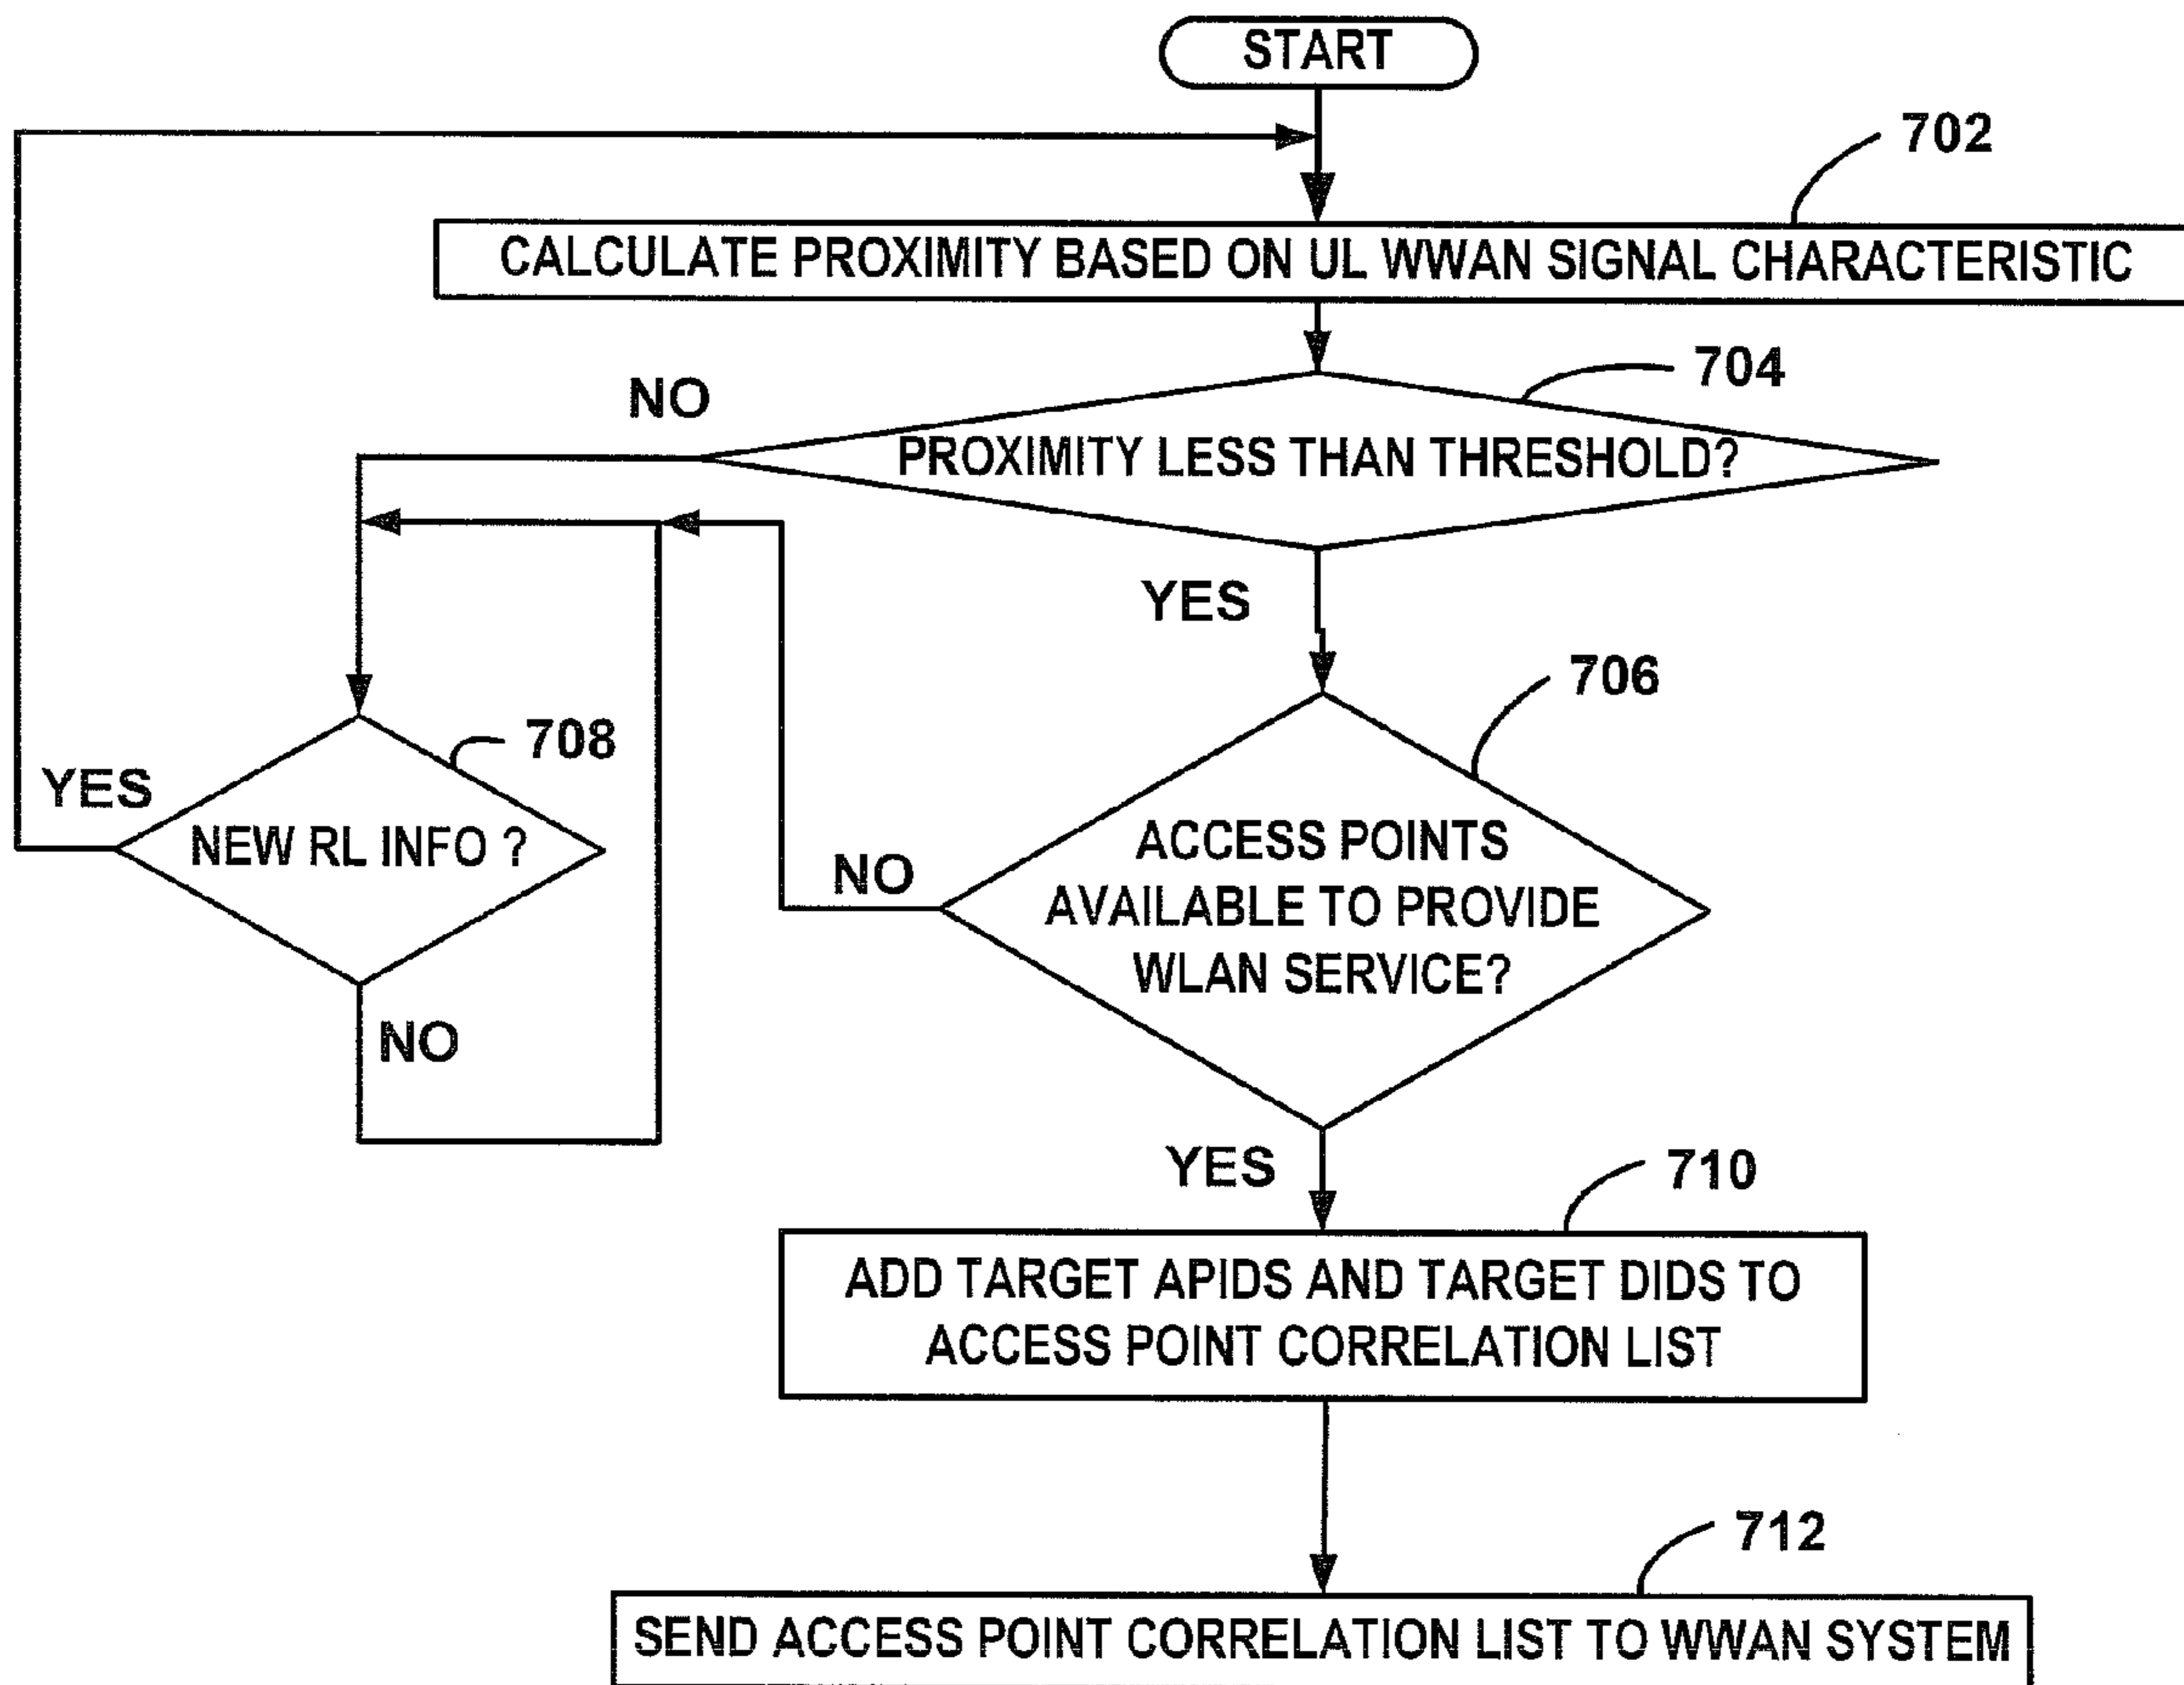 START
702
CALCULATE PROXIMITY BASED ON UL WWAN SIGNAL CHARACTERISTIC
704
NO
PROXIMITY LESS THAN THRESHOLD?
YES
706
708
YES
NEW RL INFO ?
NO
ACCESS POINTS
AVAILABLE TO PROVIDE
WLAN SERVICE?
NO
YES
710
ADD TARGET APIDS AND TARGET DIDS TO
ACCESS POINT CORRELATION LIST
712
SEND ACCESS POINT CORRELATION LIST TO WWAN SYSTEM